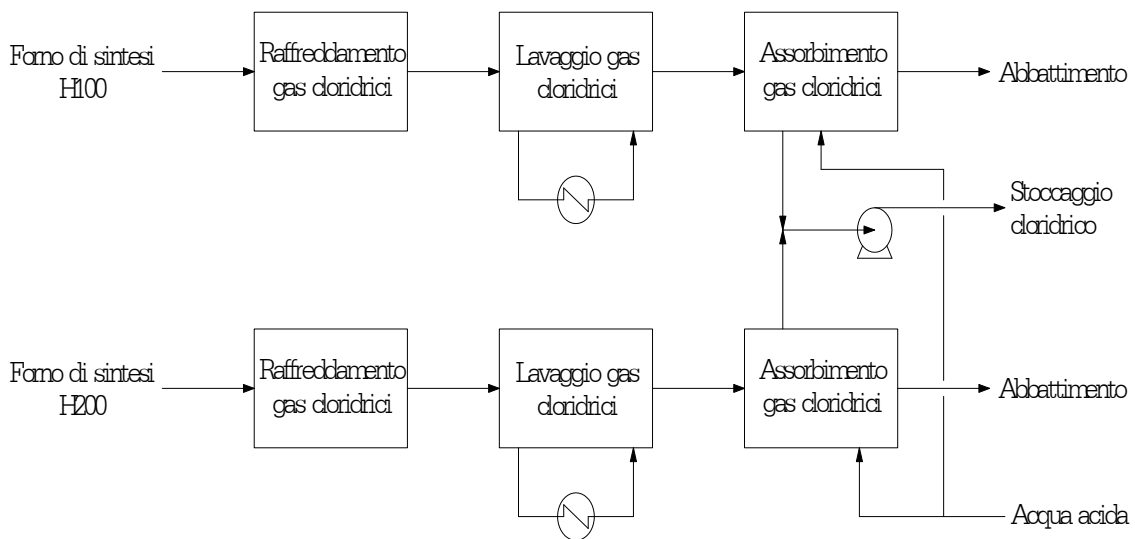 Forno di sintesi
H100
Raffreddamento
gas cloridrici
Lavaggio gas
cloridrici
Assorbimento
gas cloridrici
Abbattimento
Stoccaggio
cloridrico
Forno di sintesi
H200
Raffreddamento
gas cloridrici
Lavaggio gas
cloridrici
Assorbimento
gas cloridrici
Abbattimento
Acqua acida